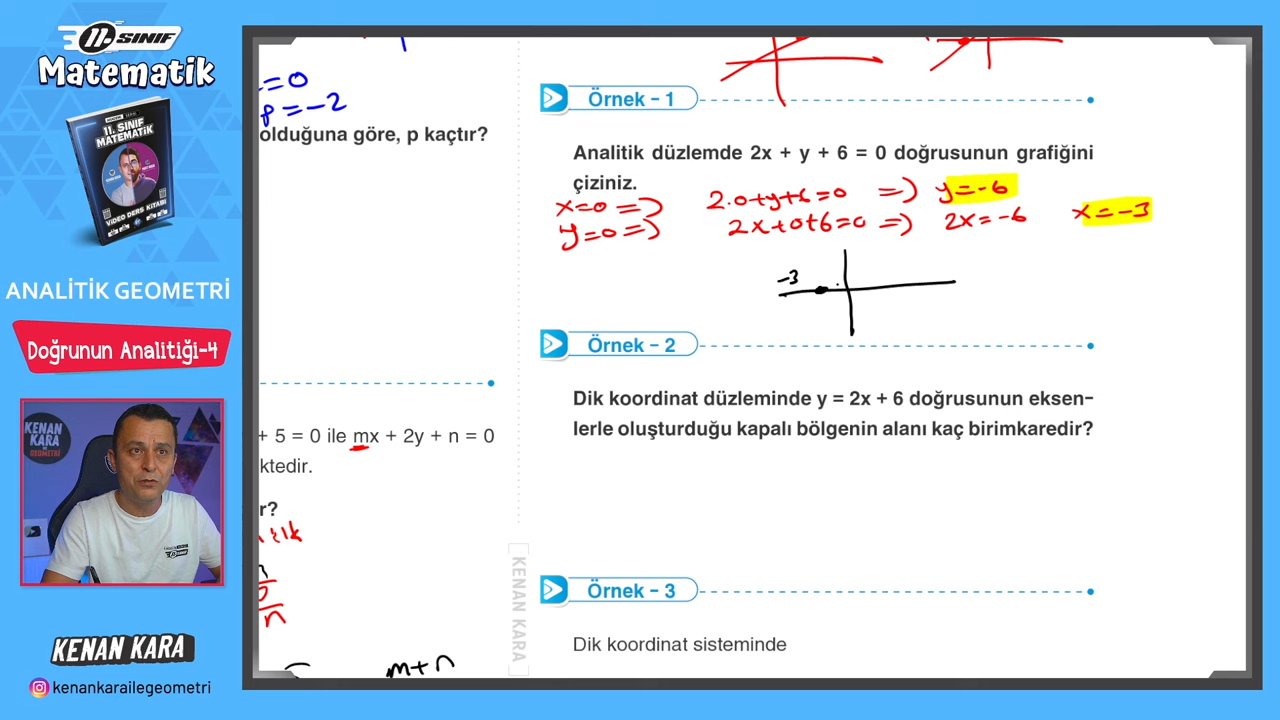 11. SINIF
Matematik
11. SINIF
MATEMATİK
VİDEO DERS KİTABI
ANALİTİK GEOMETRİ
Doğrunun Analitiği-4
KENAN
KARA
GEOMETRİ
KENAN KARA
kenankarailegeometri
=0
p=-2
olduğuna göre, p kaçtır?
+ 5 = 0 ile mx + 2y + n = 0
ktedir.
r?
n
m+n
KENAN KARA
Örnek - 1
Analitik düzlemde 2x + y + 6 = 0 doğrusunun grafiğini
çiziniz.
x=0 => 2.0+y+6=0 => y=-6
y=0 => 2x+0+6=0 => 2x=-6 x=-3
-3
Örnek - 2
Dik koordinat düzleminde y = 2x + 6 doğrusunun eksen-
lerle oluşturduğu kapalı bölgenin alanı kaç birimkaredir?
Örnek - 3
Dik koordinat sisteminde